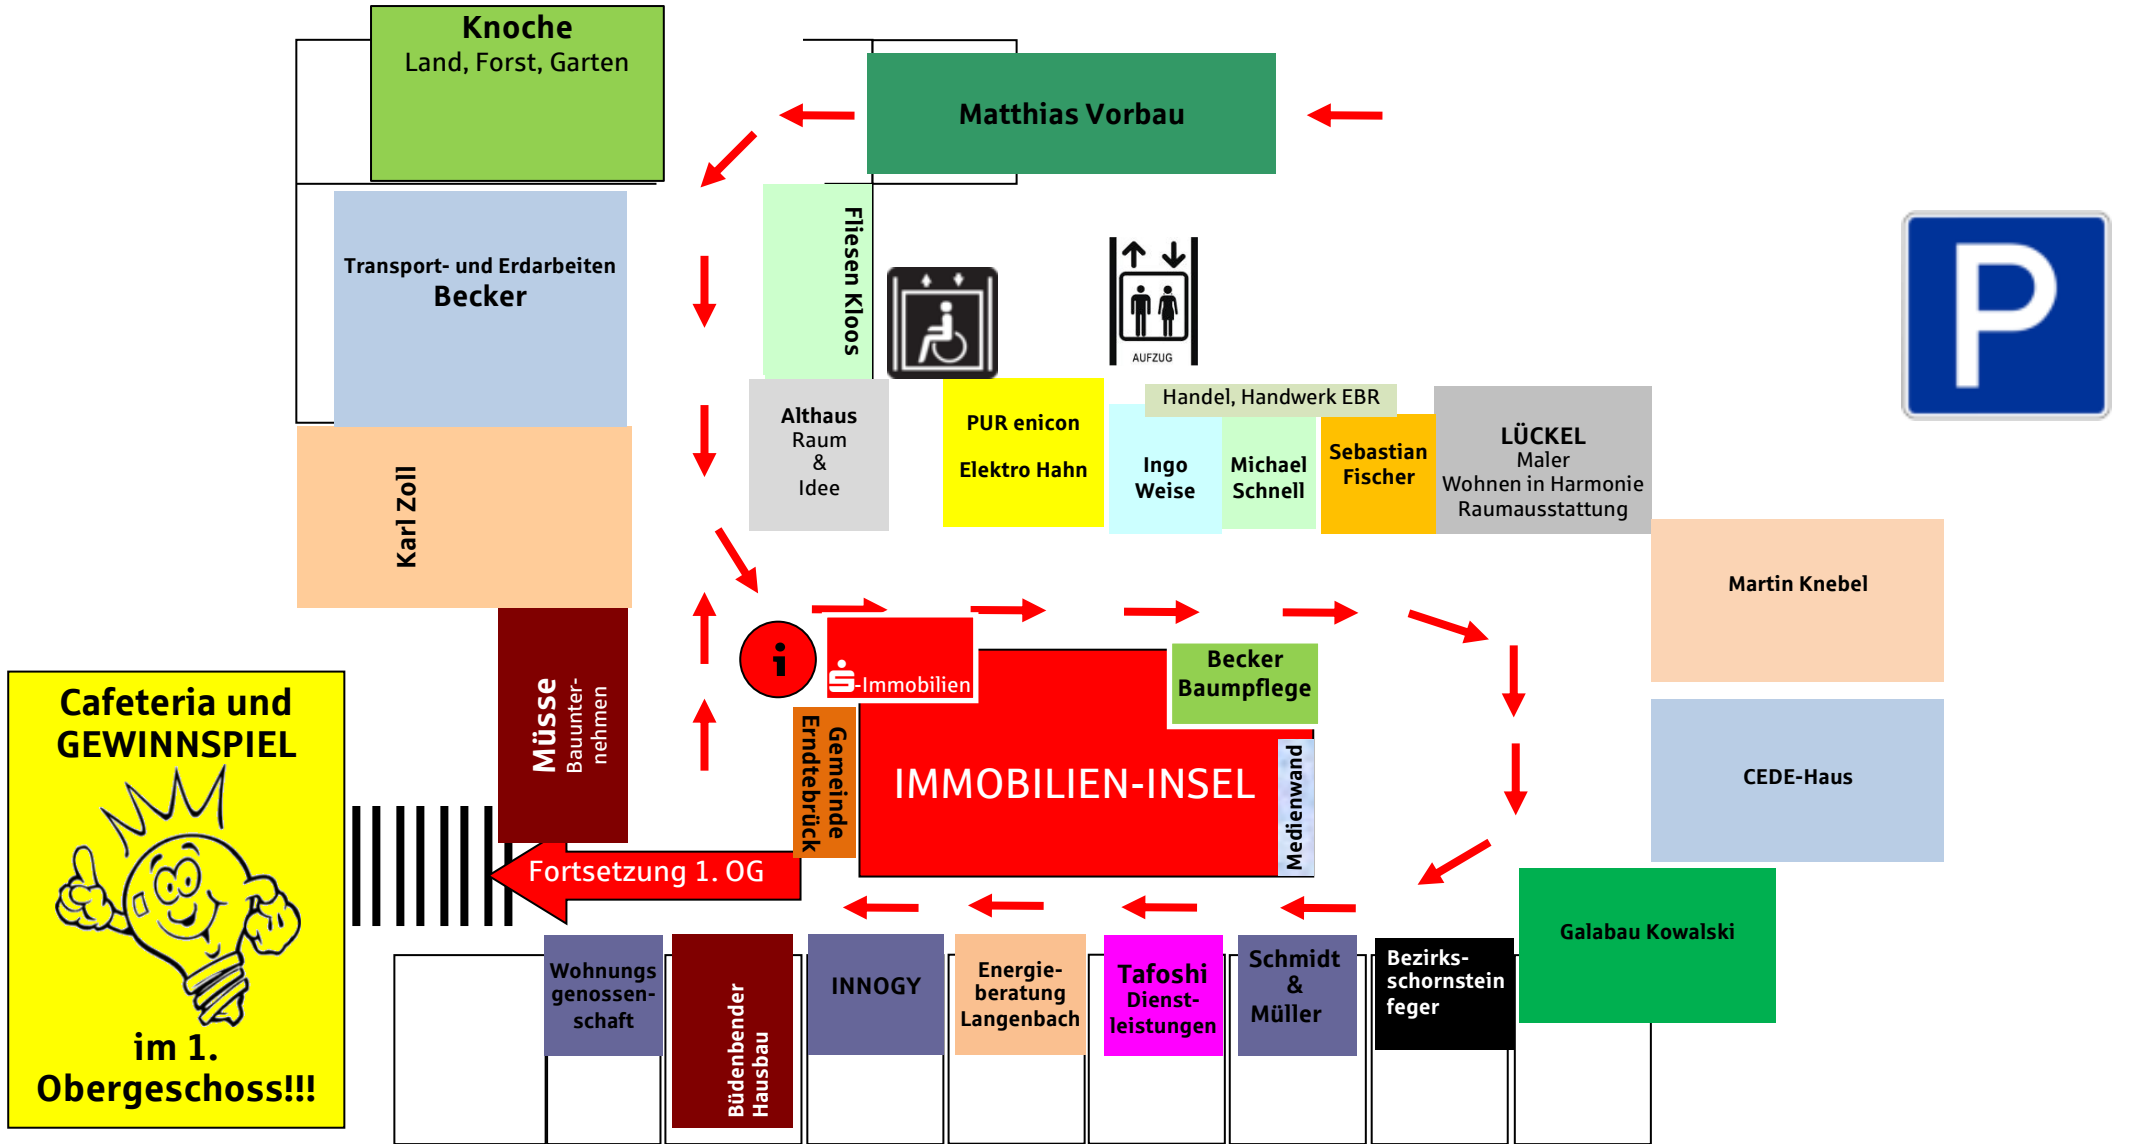 Knoche
Land, Forst, Garten
Matthias Vorbau
Transport- und Erdarbeiten
Becker
Fliesen Kloos
AUFZUG
P
Karl Zoll
Althaus
Raum
&
Idee
PUR enicon
Elektro Hahn
Handel, Handwerk EBR
Ingo
Weise
Michael
Schnell
Sebastian
Fischer
LÜCKEL
Maler
Wohnen in Harmonie
Raumausstattung
Martin Knebel
Müsse
Bauunter-
nehmen
i
S-Immobilien
Becker
Baumpflege
Gemeinde
Erndtebrück
IMMOBILIEN-INSEL
Medienwand
CEDE-Haus
Cafeteria und
GEWINNSPIEL
im 1.
Obergeschoss!!!
Fortsetzung 1. OG
Galabau Kowalski
Wohnungs
genossen-
schaft
Büdenbender
Hausbau
INNOGY
Energie-
beratung
Langenbach
Tafoshi
Dienst-
leistungen
Schmidt
&
Müller
Bezirks-
schornstein
feger